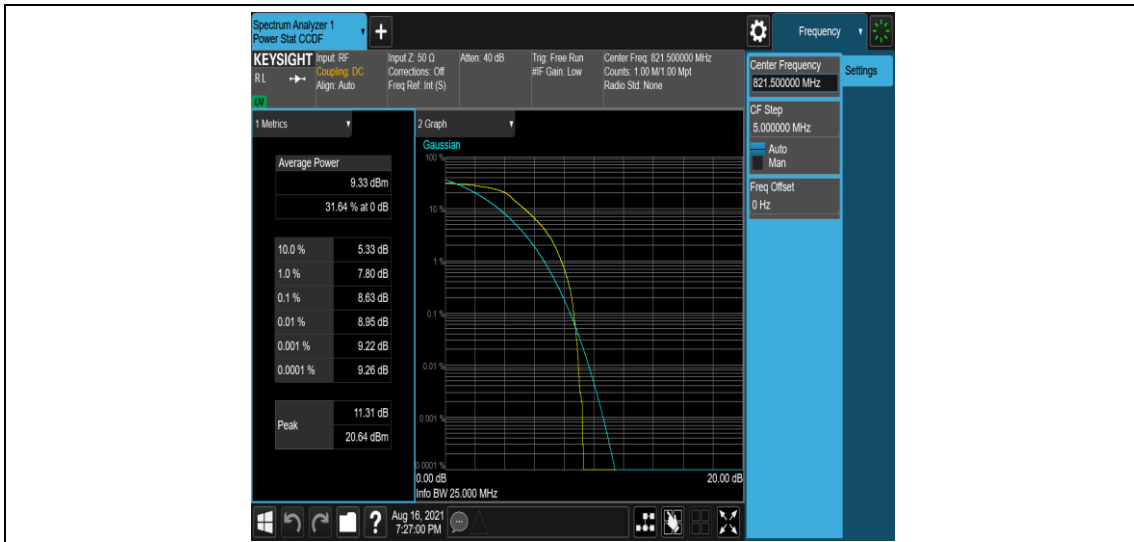 Spectrum Analyzer 1
Power Stat CCDF
Frequency
KEYSIGHT
RL
LM
Input: RF
Coupling: DC
Align: Auto
Input Z: 50 Ω
Corrections: Off
Freq Ref: Int (S)
Atten: 40 dB
Trig: Free Run
#IF Gain: Low
Center Freq: 821.500000 MHz
Counts: 1.00 M/1.00 Mpt
Radio Std: None
Center Frequency
821.500000 MHz
Settings
CF Step
5.000000 MHz
Auto
Man
Freq Offset
0 Hz
1 Metrics
Average Power
9.33 dBm
31.64 % at 0 dB
10.0 % 5.33 dB
1.0 % 7.80 dB
0.1 % 8.63 dB
0.01 % 8.95 dB
0.001 % 9.22 dB
0.0001 % 9.26 dB
Peak
11.31 dB
20.64 dBm
2 Graph
Gaussian
100 %
10 %
1 %
0.1 %
0.01 %
0.001 %
0.0001 %
0.00 dB 20.00 dB
Info BW 25.000 MHz
?
Aug 16, 2021
7:27:00 PM